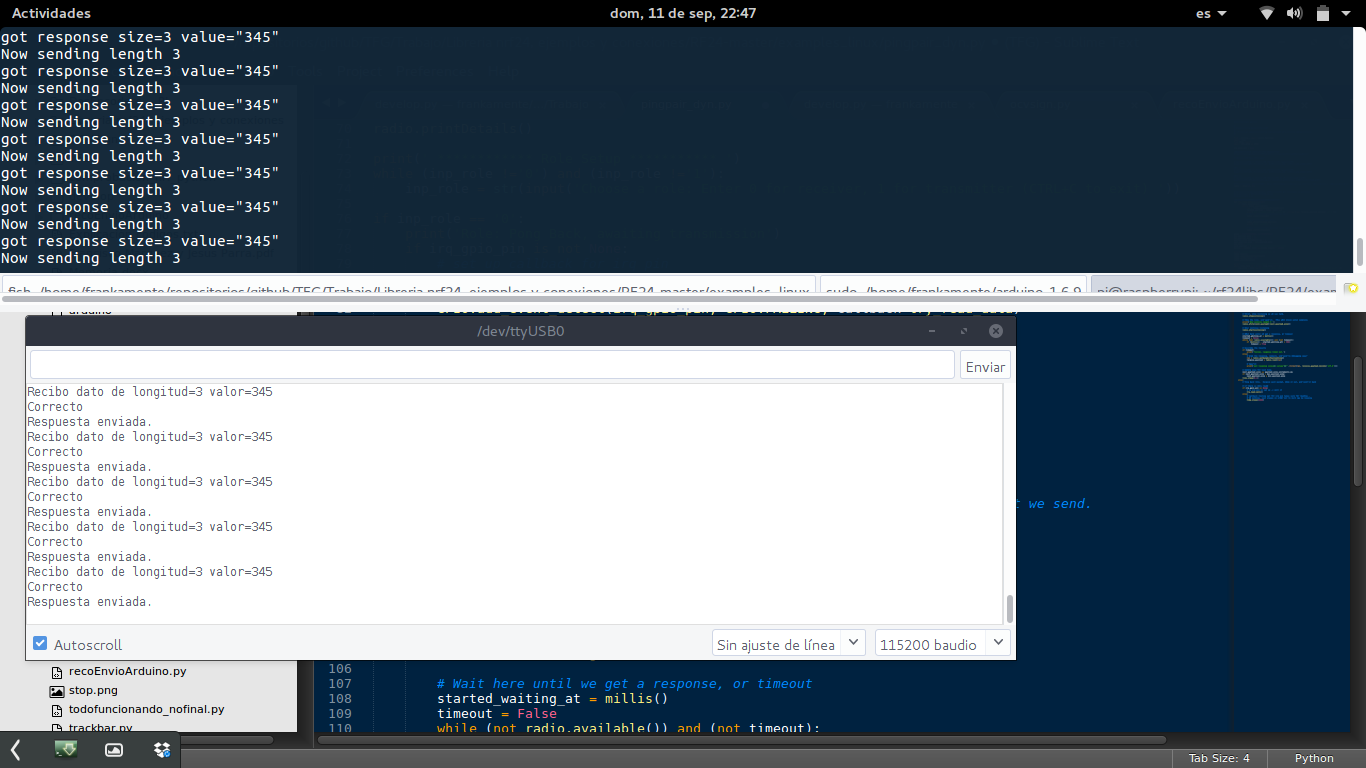 Actividades
dom, 11 de sep, 22:47
es
got response size=3 value="345"
Now sending length 3
got response size=3 value="345"
Now sending length 3
got response size=3 value="345"
Now sending length 3
got response size=3 value="345"
Now sending length 3
got response size=3 value="345"
Now sending length 3
got response size=3 value="345"
Now sending length 3
got response size=3 value="345"
Now sending length 3
fish /home/frankamente/repositorios/github/TFG/Trabajo/Libreria nrf24, ejemplos y conexiones/RF24-master/examples_linux
sudo /home/frankamente/arduino-1.6.9
pi@raspberrypi: ~/rf24libs/RF24/exam
arduino
/dev/ttyUSB0
Enviar
Recibo dato de longitud=3 valor=345
Correcto
Respuesta enviada.
Recibo dato de longitud=3 valor=345
Correcto
Respuesta enviada.
Recibo dato de longitud=3 valor=345
Correcto
Respuesta enviada.
Recibo dato de longitud=3 valor=345
Correcto
Respuesta enviada.
Recibo dato de longitud=3 valor=345
Correcto
Respuesta enviada.
we send.
Autoscroll
Sin ajuste de línea
115200 baudio
recoEnvioArduino.py
stop.png
todofuncionando_nofinal.py
trackbar.py
106
107 # Wait here until we get a response, or timeout
108 started_waiting_at = millis()
109 timeout = False
110 while (not radio.available()) and (not timeout):
Tab Size: 4
Python